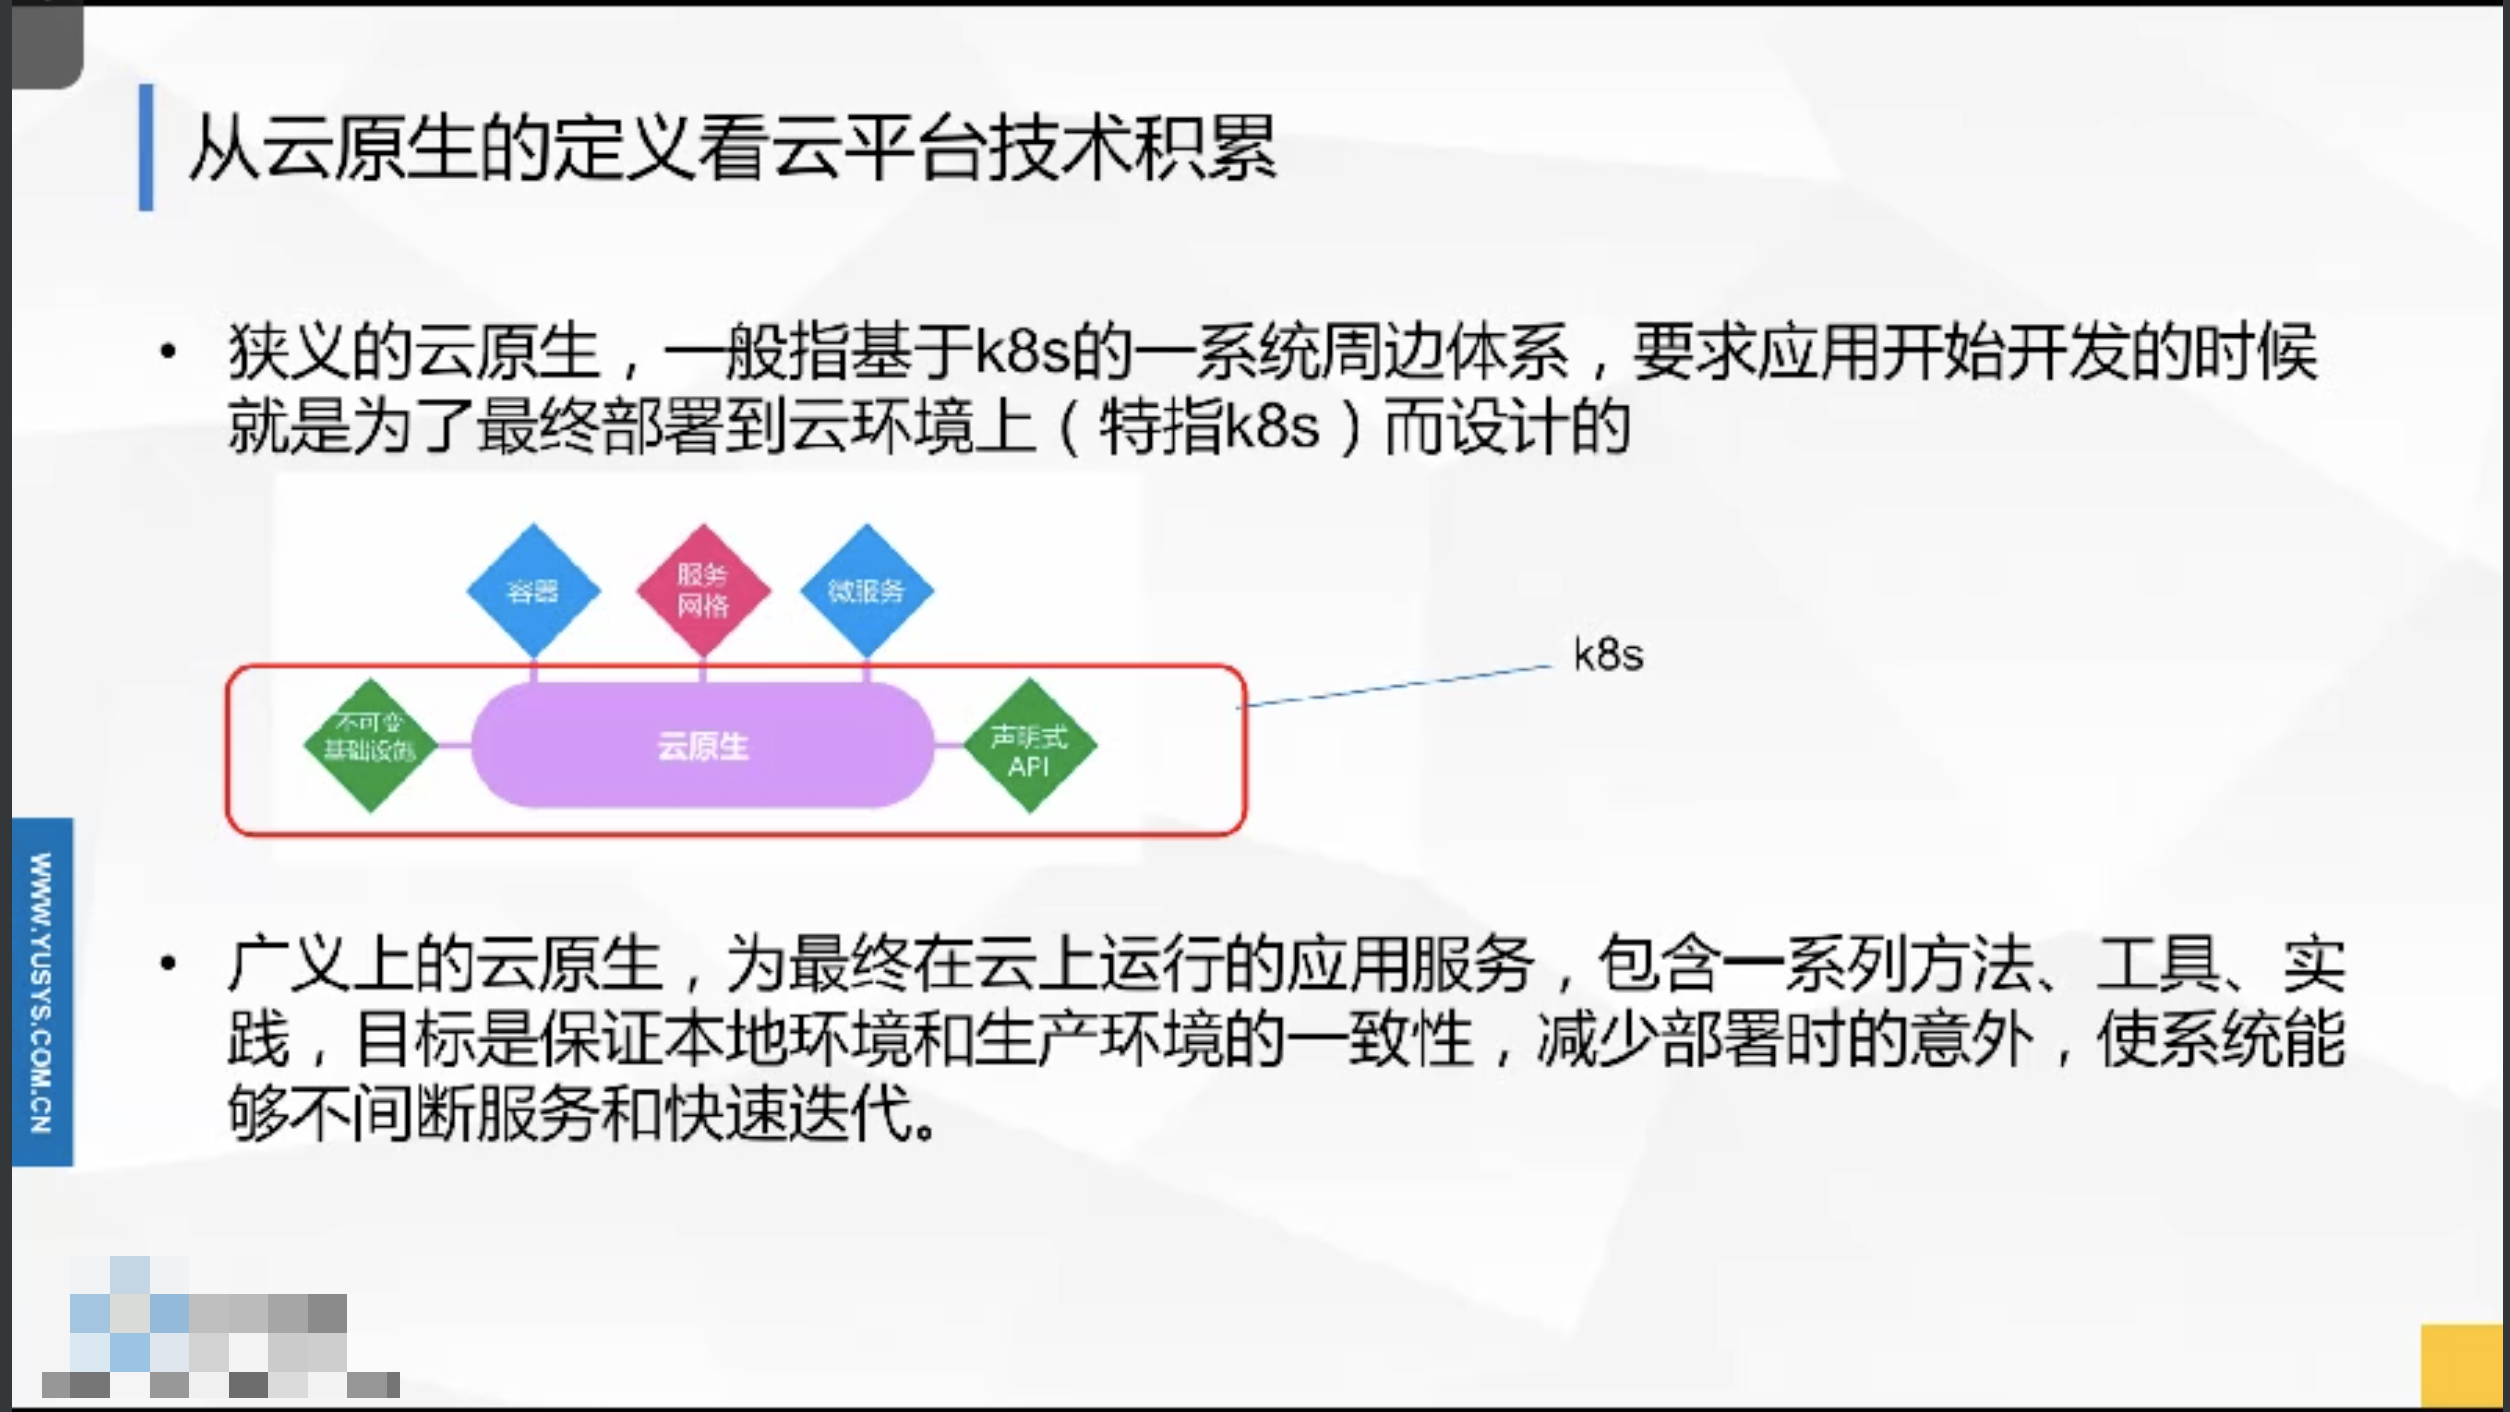 从云原生的定义看云平台技术积累
• 狭义的云原生，一般指基于k8s的一系统周边体系，要求应用开始开发的时候
就是为了最终部署到云环境上（特指k8s）而设计的
容器
服务
网格
微服务
k8s
不可变
基础设施
云原生
声明式
API
• 广义上的云原生，为最终在云上运行的应用服务，包含一系列方法、工具、实
践，目标是保证本地环境和生产环境的一致性，减少部署时的意外，使系统能
够不间断服务和快速迭代。
WWW.YUSYS.COM.CN